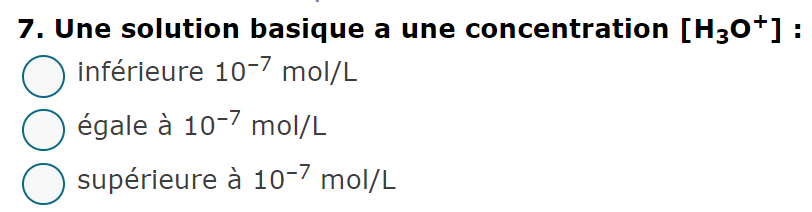 7. Une solution basique a une concentration [H₃O⁺] :
inférieure 10⁻⁷ mol/L
égale à 10⁻⁷ mol/L
supérieure à 10⁻⁷ mol/L